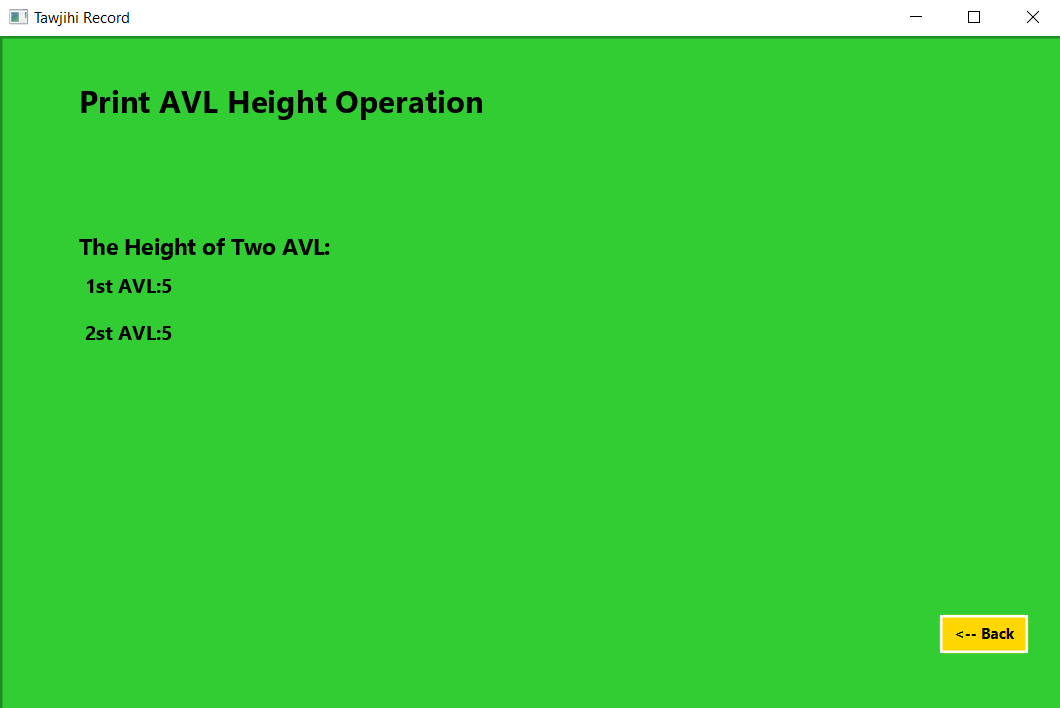 Tawjihi Record
Print AVL Height Operation
The Height of Two AVL:
1st AVL:5
2st AVL:5
<-- Back